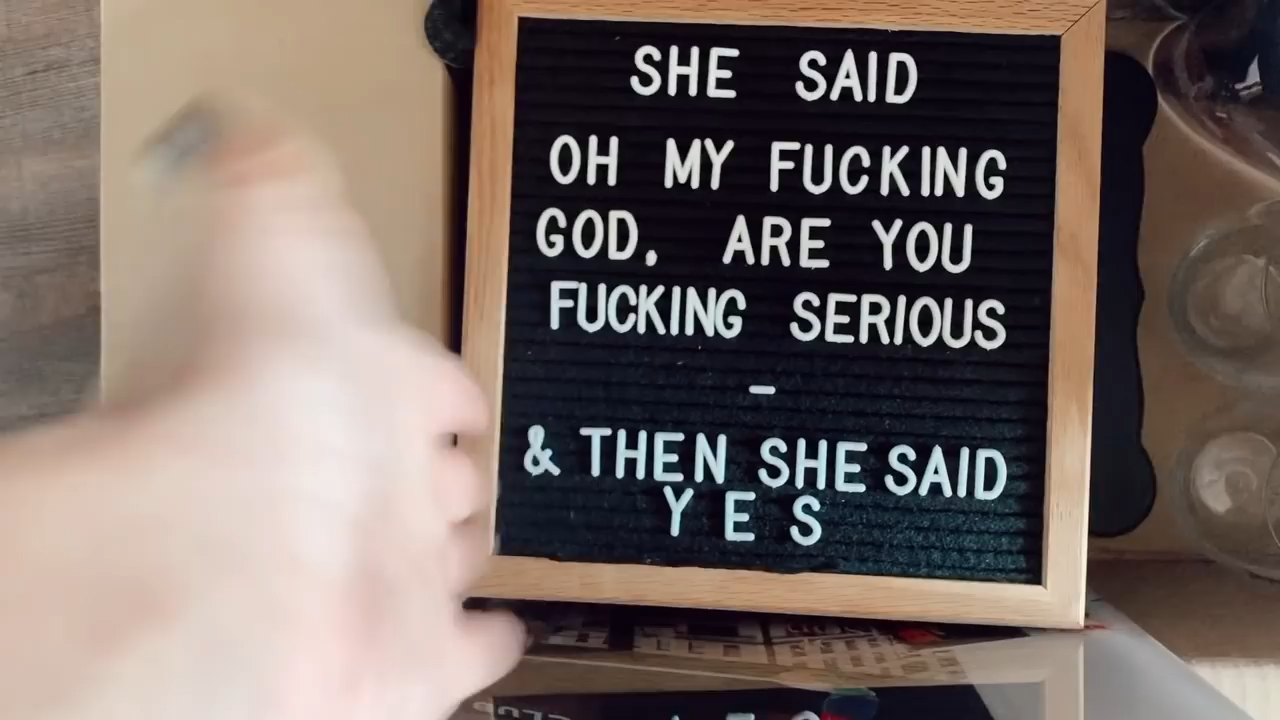 SHE SAID
OH MY FUCKING
GOD, ARE YOU
FUCKING SERIOUS
-
& THEN SHE SAID
YES